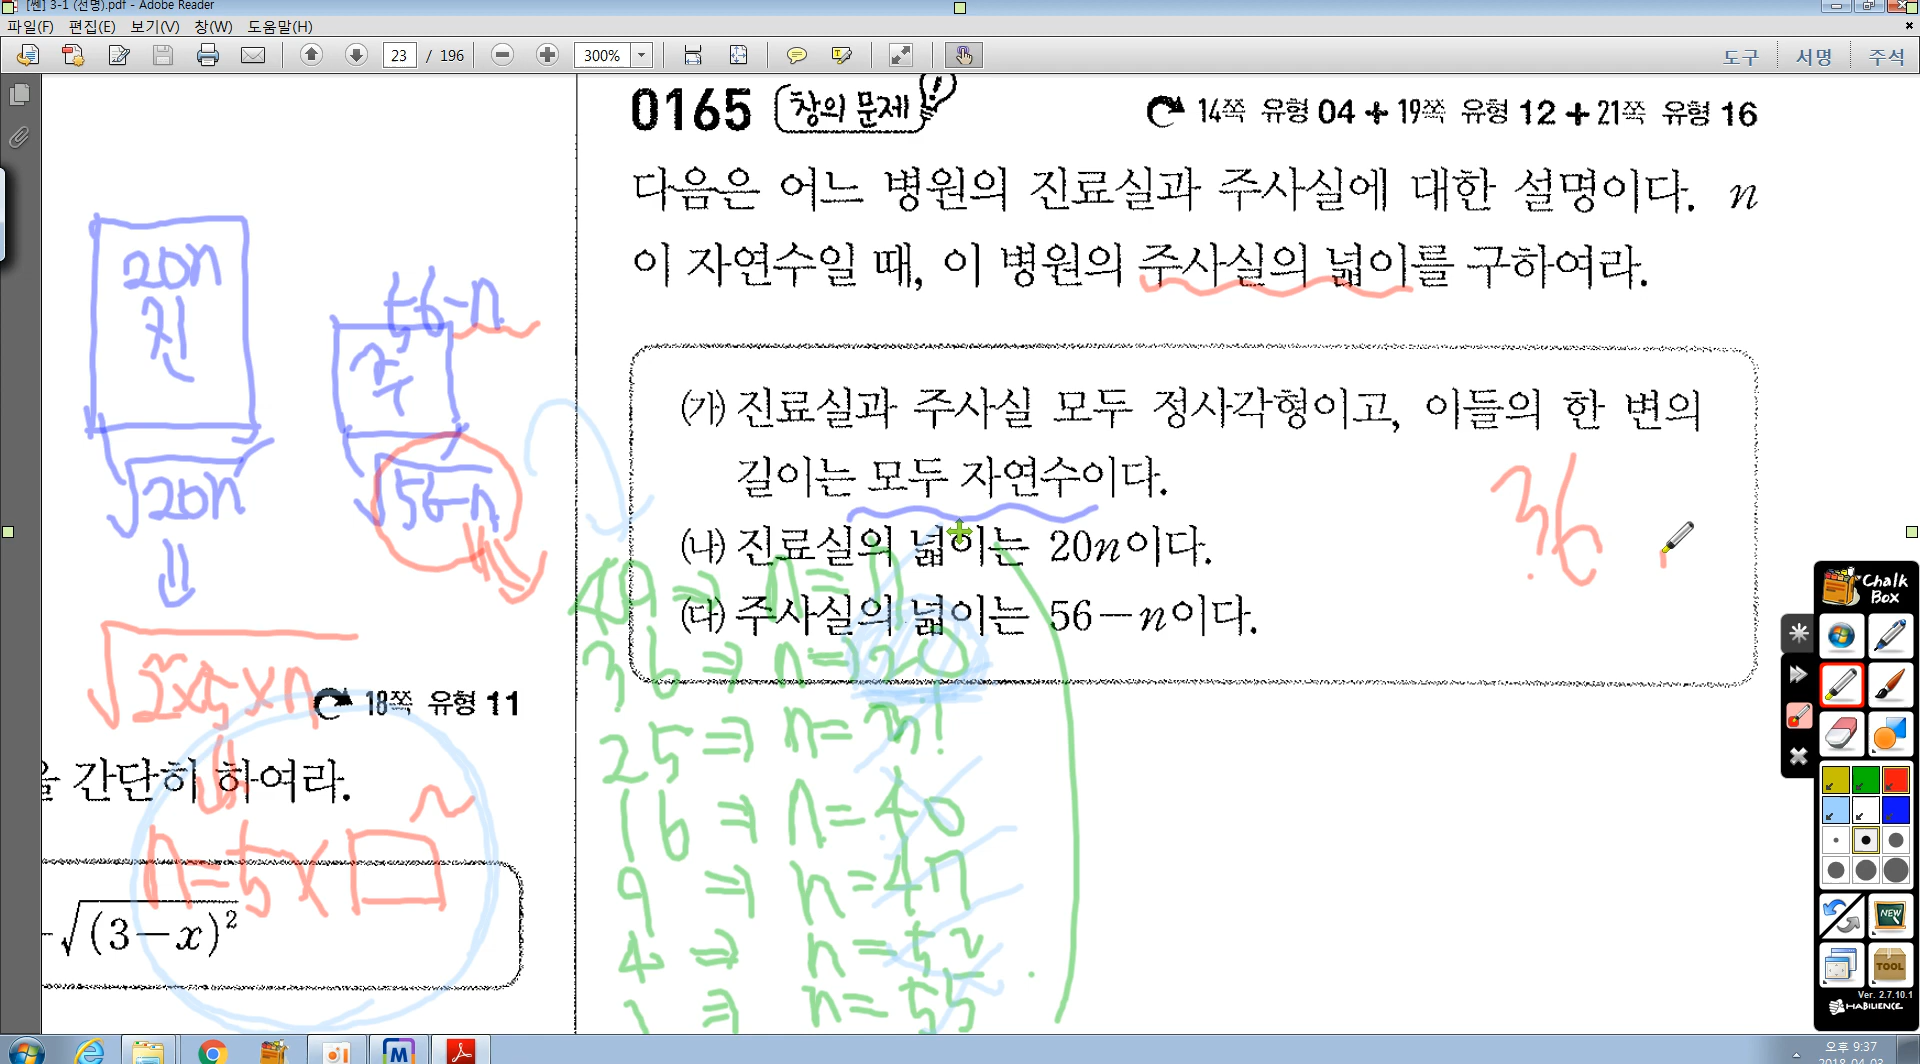 [쎈] 3-1 (선명).pdf - Adobe Reader
파일(F) 편집(E) 보기(V) 창(W) 도움말(H)
23 / 196 300% 도구 서명 주석
0165 창의 문제 14쪽 유형 04 + 19쪽 유형 12 + 21쪽 유형 16
다음은 어느 병원의 진료실과 주사실에 대한 설명이다. n
이 자연수일 때, 이 병원의 주사실의 넓이를 구하여라.
(가) 진료실과 주사실 모두 정사각형이고, 이들의 한 변의
길이는 모두 자연수이다.
(나) 진료실의 넓이는 20n이다.
(다) 주사실의 넓이는 56-n이다.
20n
진
√20n
56-n
주
√56-n
√2²×5×n
n=5×□
18쪽 유형 11
을 간단히 하여라.
-√(3-x)²
49 ⇒ n=7
36 ⇒ n=20
25 ⇒ n=31
16 ⇒ n=40
9 ⇒ n=47
4 ⇒ n=52
1 ⇒ n=55
36
Chalk Box
NEW
TOOL
Ver. 2.7.10.1
HABILIENCE
오후 9:37
2018-04-03